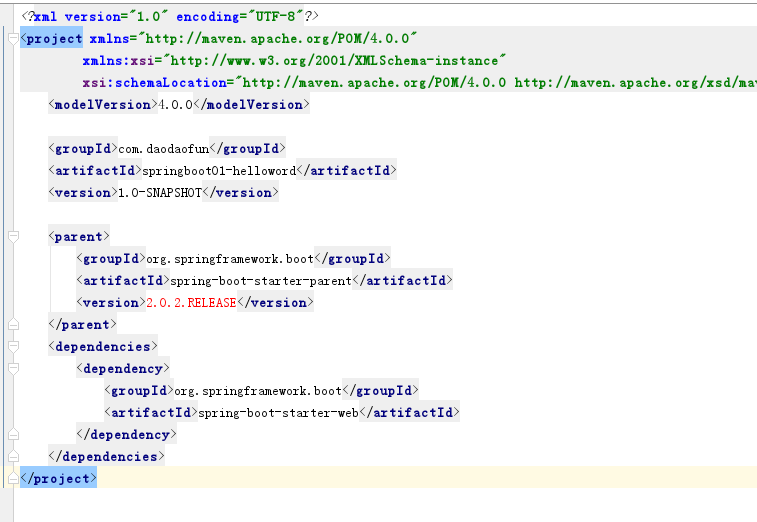 <?xml version="1.0" encoding="UTF-8"?>
<project xmlns="http://maven.apache.org/POM/4.0.0"
xmlns:xsi="http://www.w3.org/2001/XMLSchema-instance"
xsi:schemaLocation="http://maven.apache.org/POM/4.0.0 http://maven.apache.org/xsd/mav
<modelVersion>4.0.0</modelVersion>
<groupId>com.daodaofun</groupId>
<artifactId>springboot01-helloword</artifactId>
<version>1.0-SNAPSHOT</version>
<parent>
<groupId>org.springframework.boot</groupId>
<artifactId>spring-boot-starter-parent</artifactId>
<version>2.0.2.RELEASE</version>
</parent>
<dependencies>
<dependency>
<groupId>org.springframework.boot</groupId>
<artifactId>spring-boot-starter-web</artifactId>
</dependency>
</dependencies>
</project>